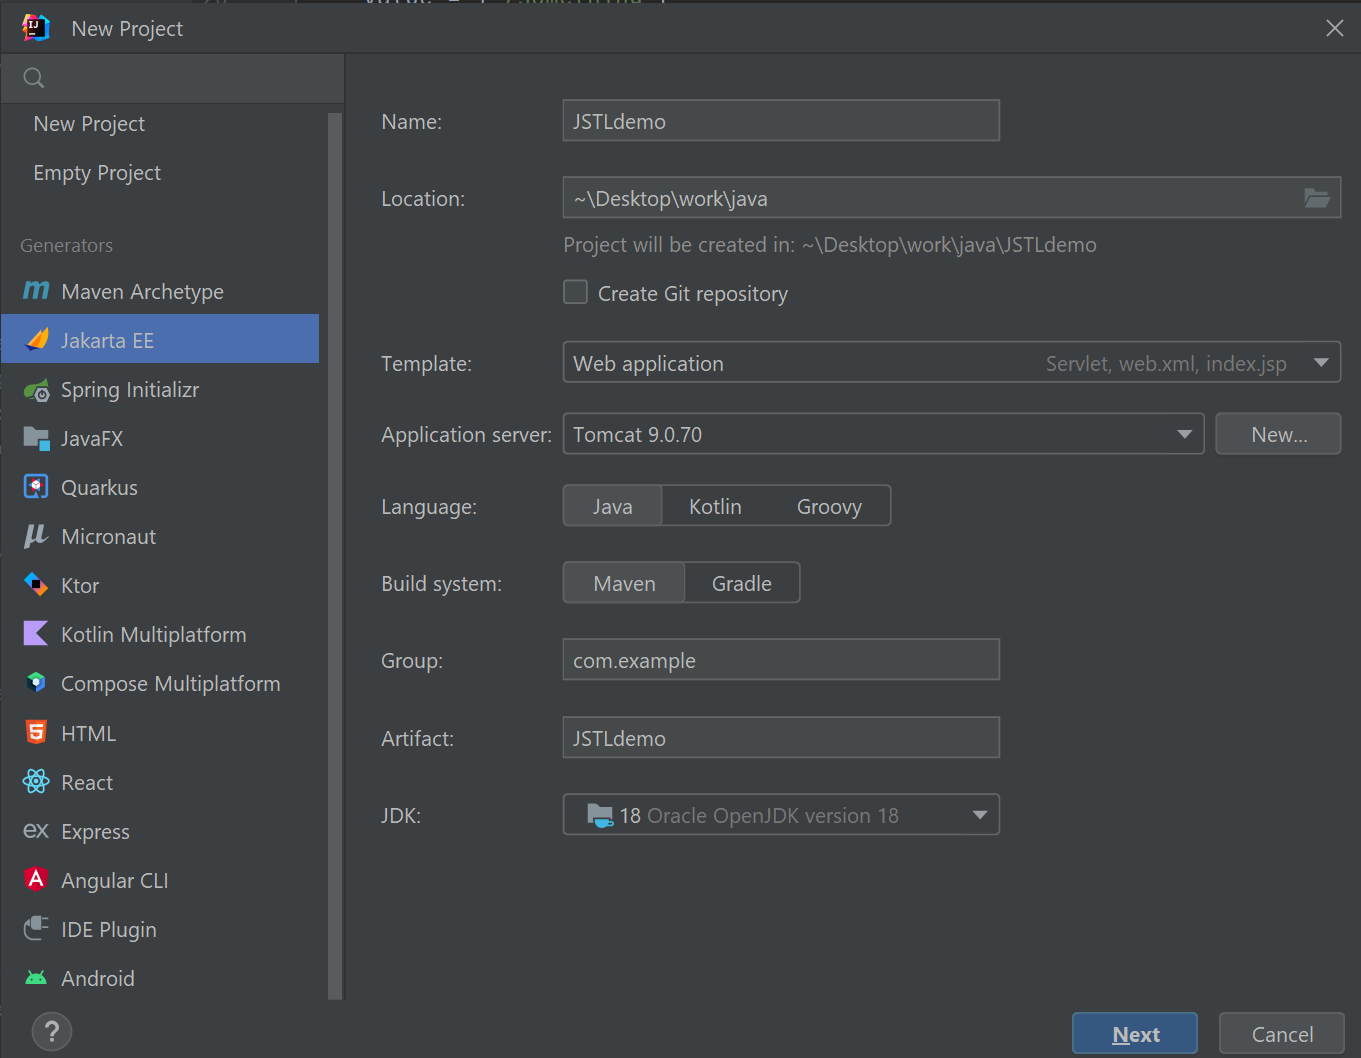 New Project
New Project
Empty Project
Generators
Maven Archetype
Jakarta EE
Spring Initializr
JavaFX
Quarkus
Micronaut
Ktor
Kotlin Multiplatform
Compose Multiplatform
HTML
React
Express
Angular CLI
IDE Plugin
Android
Name: JSTLdemo
Location: ~\Desktop\work\java
Project will be created in: ~\Desktop\work\java\JSTLdemo
Create Git repository
Template: Web application Servlet, web.xml, index.jsp
Application server: Tomcat 9.0.70 New...
Language: Java Kotlin Groovy
Build system: Maven Gradle
Group: com.example
Artifact: JSTLdemo
JDK: 18 Oracle OpenJDK version 18
? Next Cancel